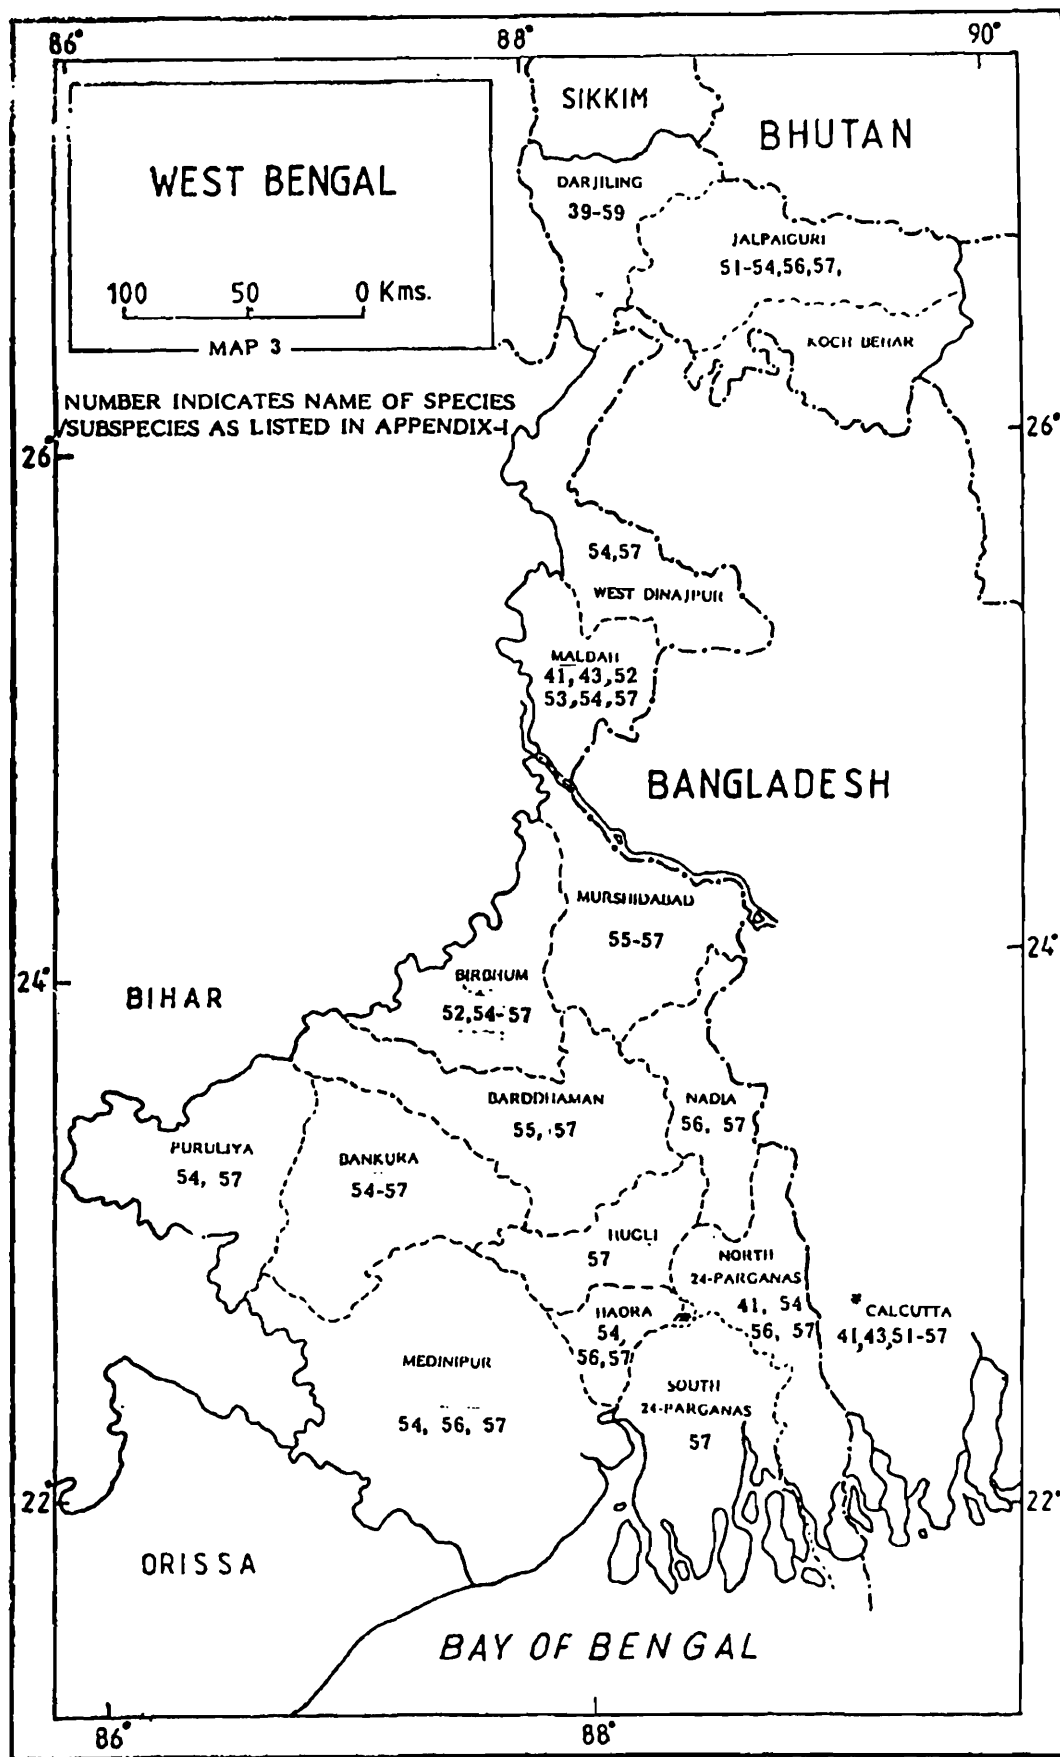 86°
88°
90°
SIKKIM
BHUTAN
WEST BENGAL
100 50 0 Kms.
MAP 3
DARJILING
39-59
JALPAIGURI
51-54,56,57,
KOCH BEHAR
NUMBER INDICATES NAME OF SPECIES
/SUBSPECIES AS LISTED IN APPENDIX-I
26°
26°
54,57
WEST DINAJPUR
MALDAH
41,43,52
53,54,57
BANGLADESH
MURSHIDABAD
55-57
24°
24°
BIHAR
BIRBHUM
52,54-57
BARDDHAMAN
55, 57
NADIA
56, 57
PURULIYA
54, 57
BANKURA
54-57
HUGLI
57
NORTH
24-PARGANAS
41, 54
56, 57
HAORA
54,
56,57
CALCUTTA
41,43,51-57
MEDINIPUR
54, 56, 57
SOUTH
24-PARGANAS
57
22°
22°
ORISSA
BAY OF BENGAL
86°
88°